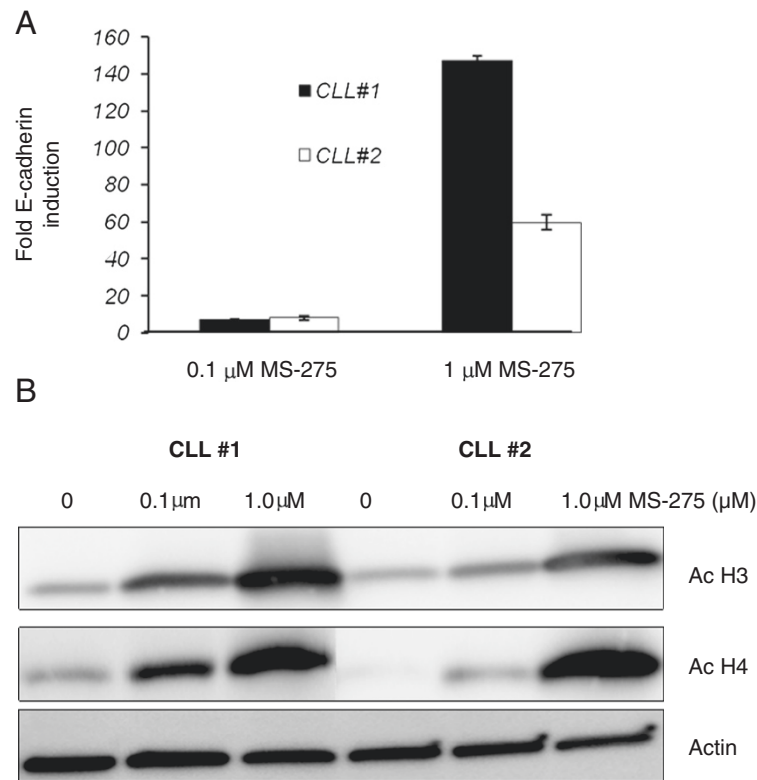 A
160
140
120
100
80
60
40
20
0
Fold E-cadherin
induction
CLL#1
CLL#2
0.1 μM MS-275
1 μM MS-275
B
CLL #1
CLL #2
0 0.1μm 1.0μM 0 0.1μM 1.0μM MS-275 (μM)
Ac H3
Ac H4
Actin